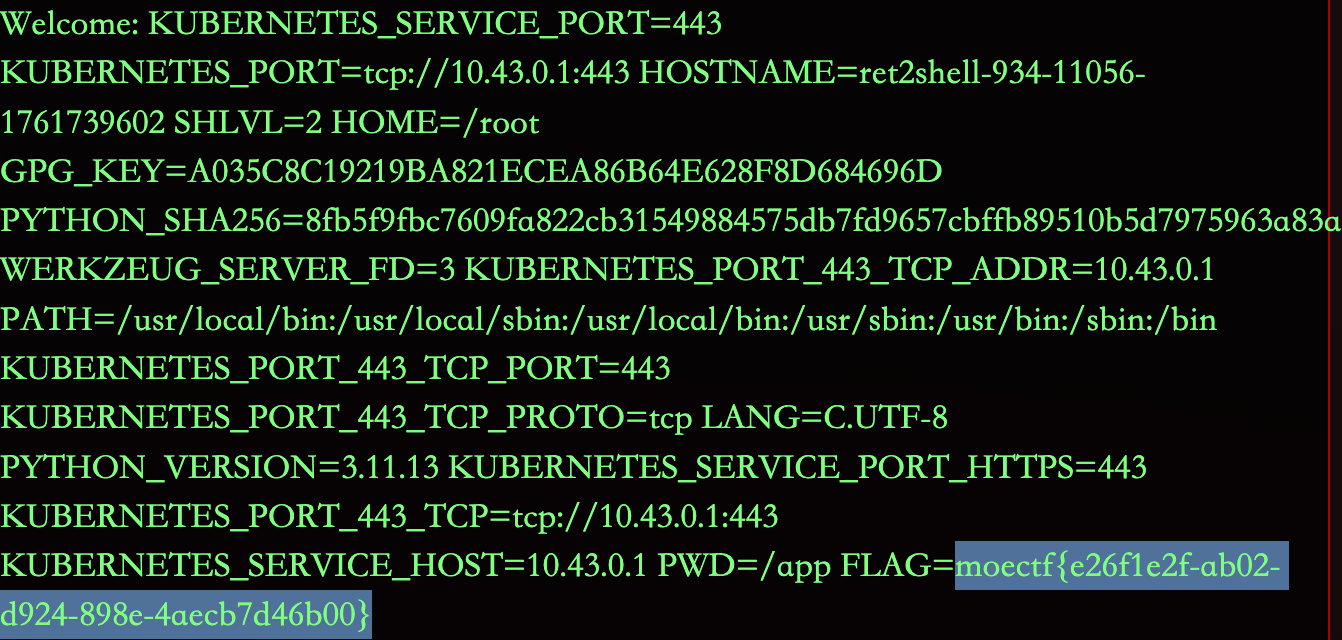 Welcome: KUBERNETES_SERVICE_PORT=443
KUBERNETES_PORT=tcp://10.43.0.1:443 HOSTNAME=ret2shell-934-11056-
1761739602 SHLVL=2 HOME=/root
GPG_KEY=A035C8C19219BA821ECEA86B64E628F8D684696D
PYTHON_SHA256=8fb5f9fbc7609fa822cb31549884575db7fd9657cbffb89510b5d7975963a83a
WERKZEUG_SERVER_FD=3 KUBERNETES_PORT_443_TCP_ADDR=10.43.0.1
PATH=/usr/local/bin:/usr/local/sbin:/usr/local/bin:/usr/sbin:/usr/bin:/sbin:/bin
KUBERNETES_PORT_443_TCP_PORT=443
KUBERNETES_PORT_443_TCP_PROTO=tcp LANG=C.UTF-8
PYTHON_VERSION=3.11.13 KUBERNETES_SERVICE_PORT_HTTPS=443
KUBERNETES_PORT_443_TCP=tcp://10.43.0.1:443
KUBERNETES_SERVICE_HOST=10.43.0.1 PWD=/app FLAG=moectf{e26f1e2f-ab02-
d924-898e-4aecb7d46b00}